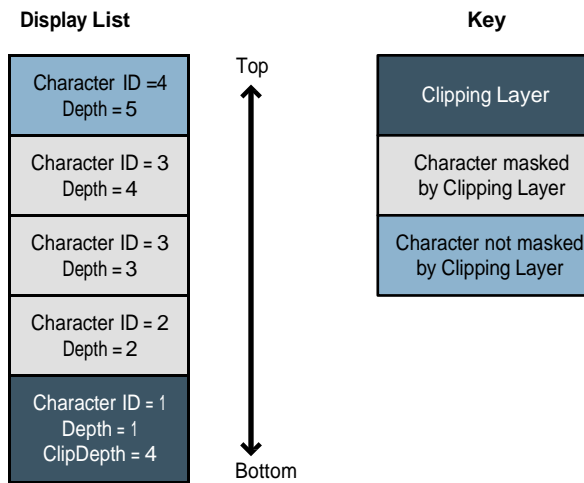 Display List
Character ID =4
Depth = 5
Character ID = 3
Depth = 4
Character ID = 3
Depth = 3
Character ID = 2
Depth = 2
Character ID = 1
Depth = 1
ClipDepth = 4
Top
Bottom
Key
Clipping Layer
Character masked
by Clipping Layer
Character not masked
by Clipping Layer